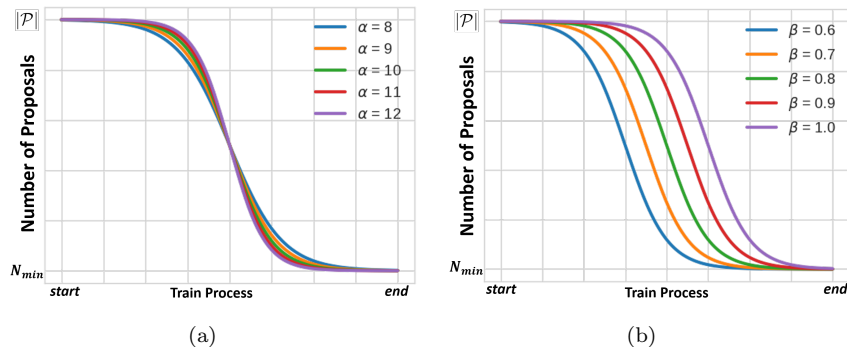 |𝒫|
α = 8
α = 9
α = 10
α = 11
α = 12
Number of Proposals
N_min
start
Train Process
end
(a)
|𝒫|
β = 0.6
β = 0.7
β = 0.8
β = 0.9
β = 1.0
Number of Proposals
N_min
start
Train Process
end
(b)